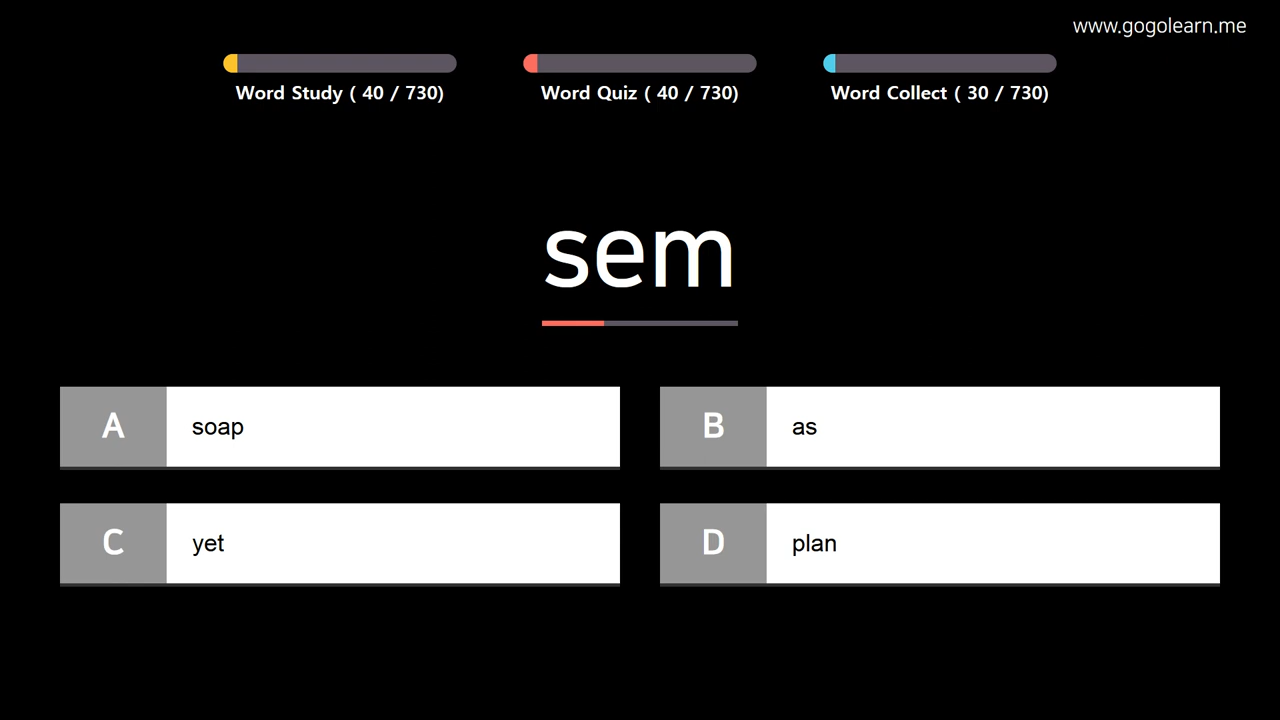 www.gogolearn.me
Word Study ( 40 / 730)
Word Quiz ( 40 / 730)
Word Collect ( 30 / 730)
sem
A soap
B as
C yet
D plan